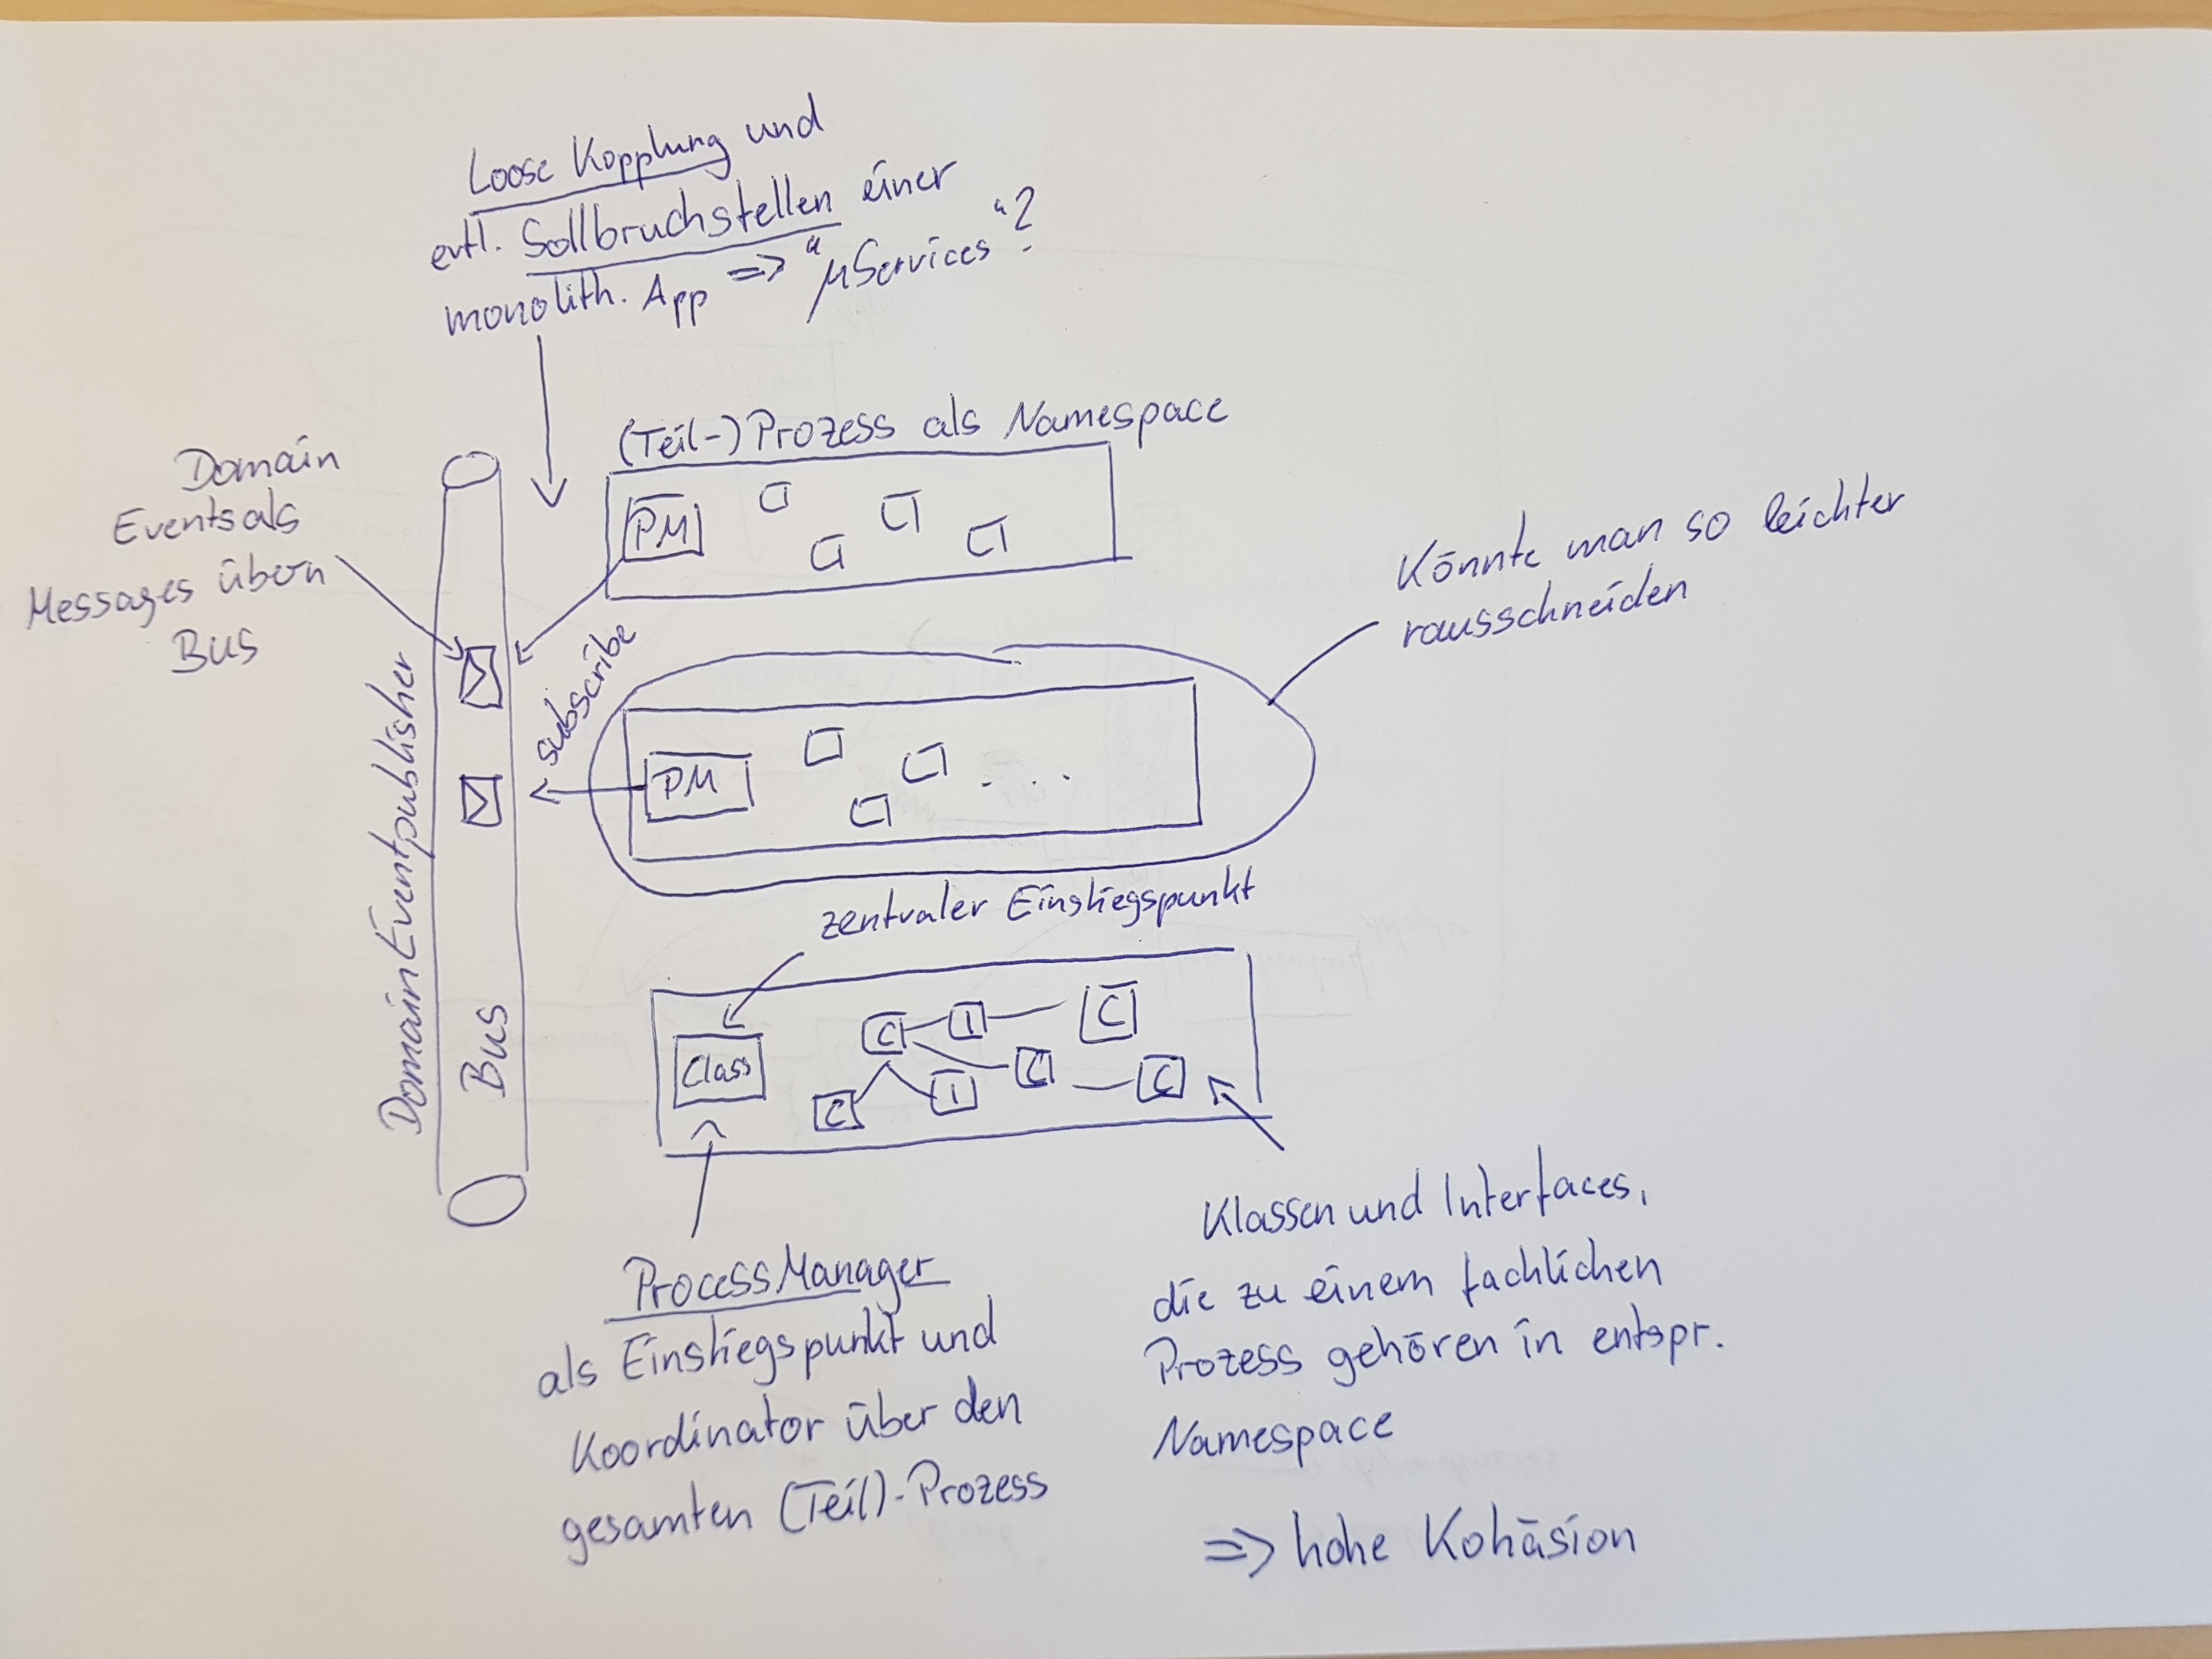 Loose Kopplung und
evtl. Sollbruchstellen einer
monolith. App => "µServices"?
(Teil-)Prozess als Namespace
Domain
Events als
Messages übern
Bus
PM
Könnte man so leichter
rausschneiden
subscribe
PM
DomainEventpublisher
Bus
zentraler Einstiegspunkt
Class
C I C
C I C C
ProcessManager
als Einstiegspunkt und
Koordinator über den
gesamten (Teil)-Prozess
Klassen und Interfaces,
die zu einem fachlichen
Prozess gehören in entspr.
Namespace
=> hohe Kohäsion